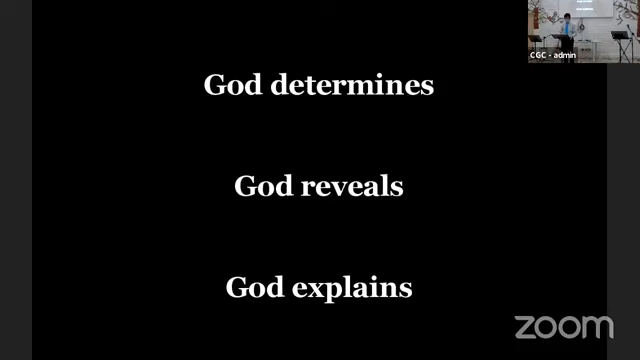 God determines
God reveals
God explains
CGC - admin
zoom